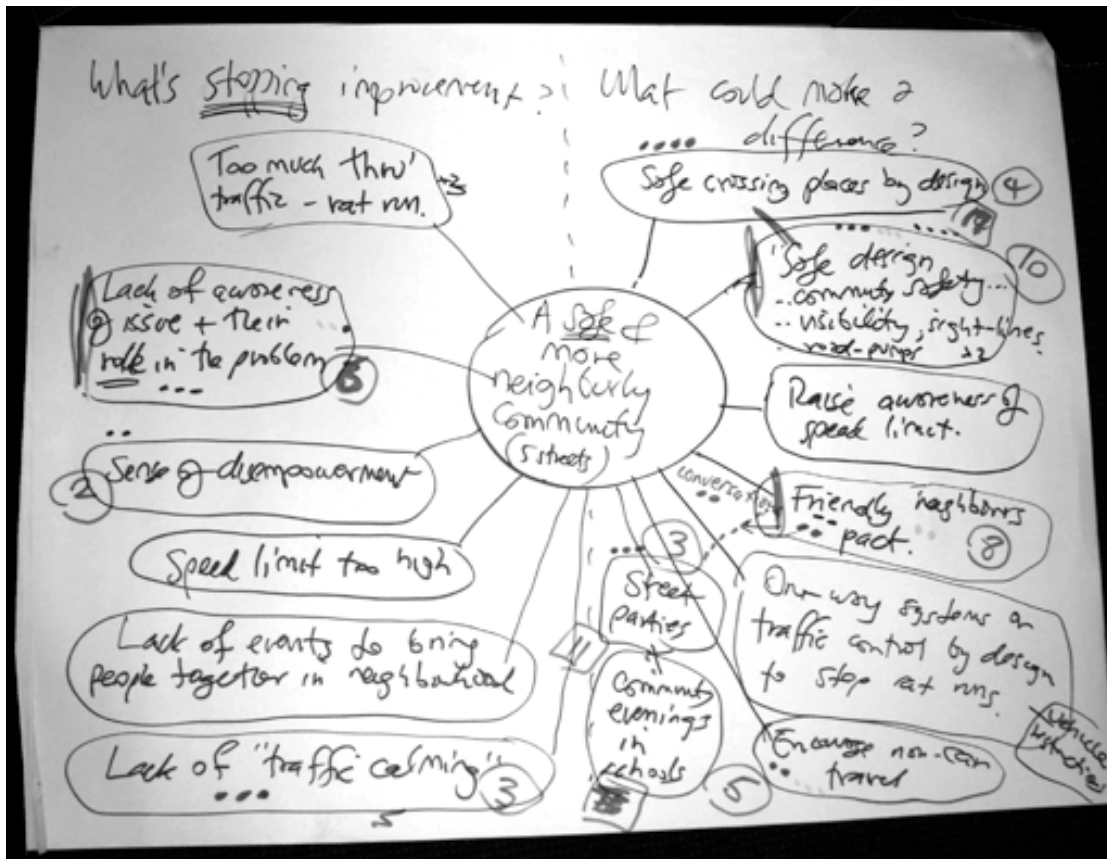 What's stopping improvement?
What could make a
difference?
Too much thro'
traffic - rat run.
Lack of awareness
of issue + their
role in the problem
Sense of disempowerment
2
Speed limit too high
Lack of events to bring
people together in neighbourhood
Lack of "traffic calming"
3
A safe &
more
neighbourly
community
(5 streets)
Safe crossing places by design
4
17
Safe design
.. community safety...
.. visibility, sight-lines
10
Raise awareness of
speed limit.
conversations
Friendly neighbours
pact.
8
3
Street
parties
11
Community
evenings
in
schools
5
One way systems or
traffic control by design
to stop rat runs.
Vehicle
restrictions
Encourage non-car
travel